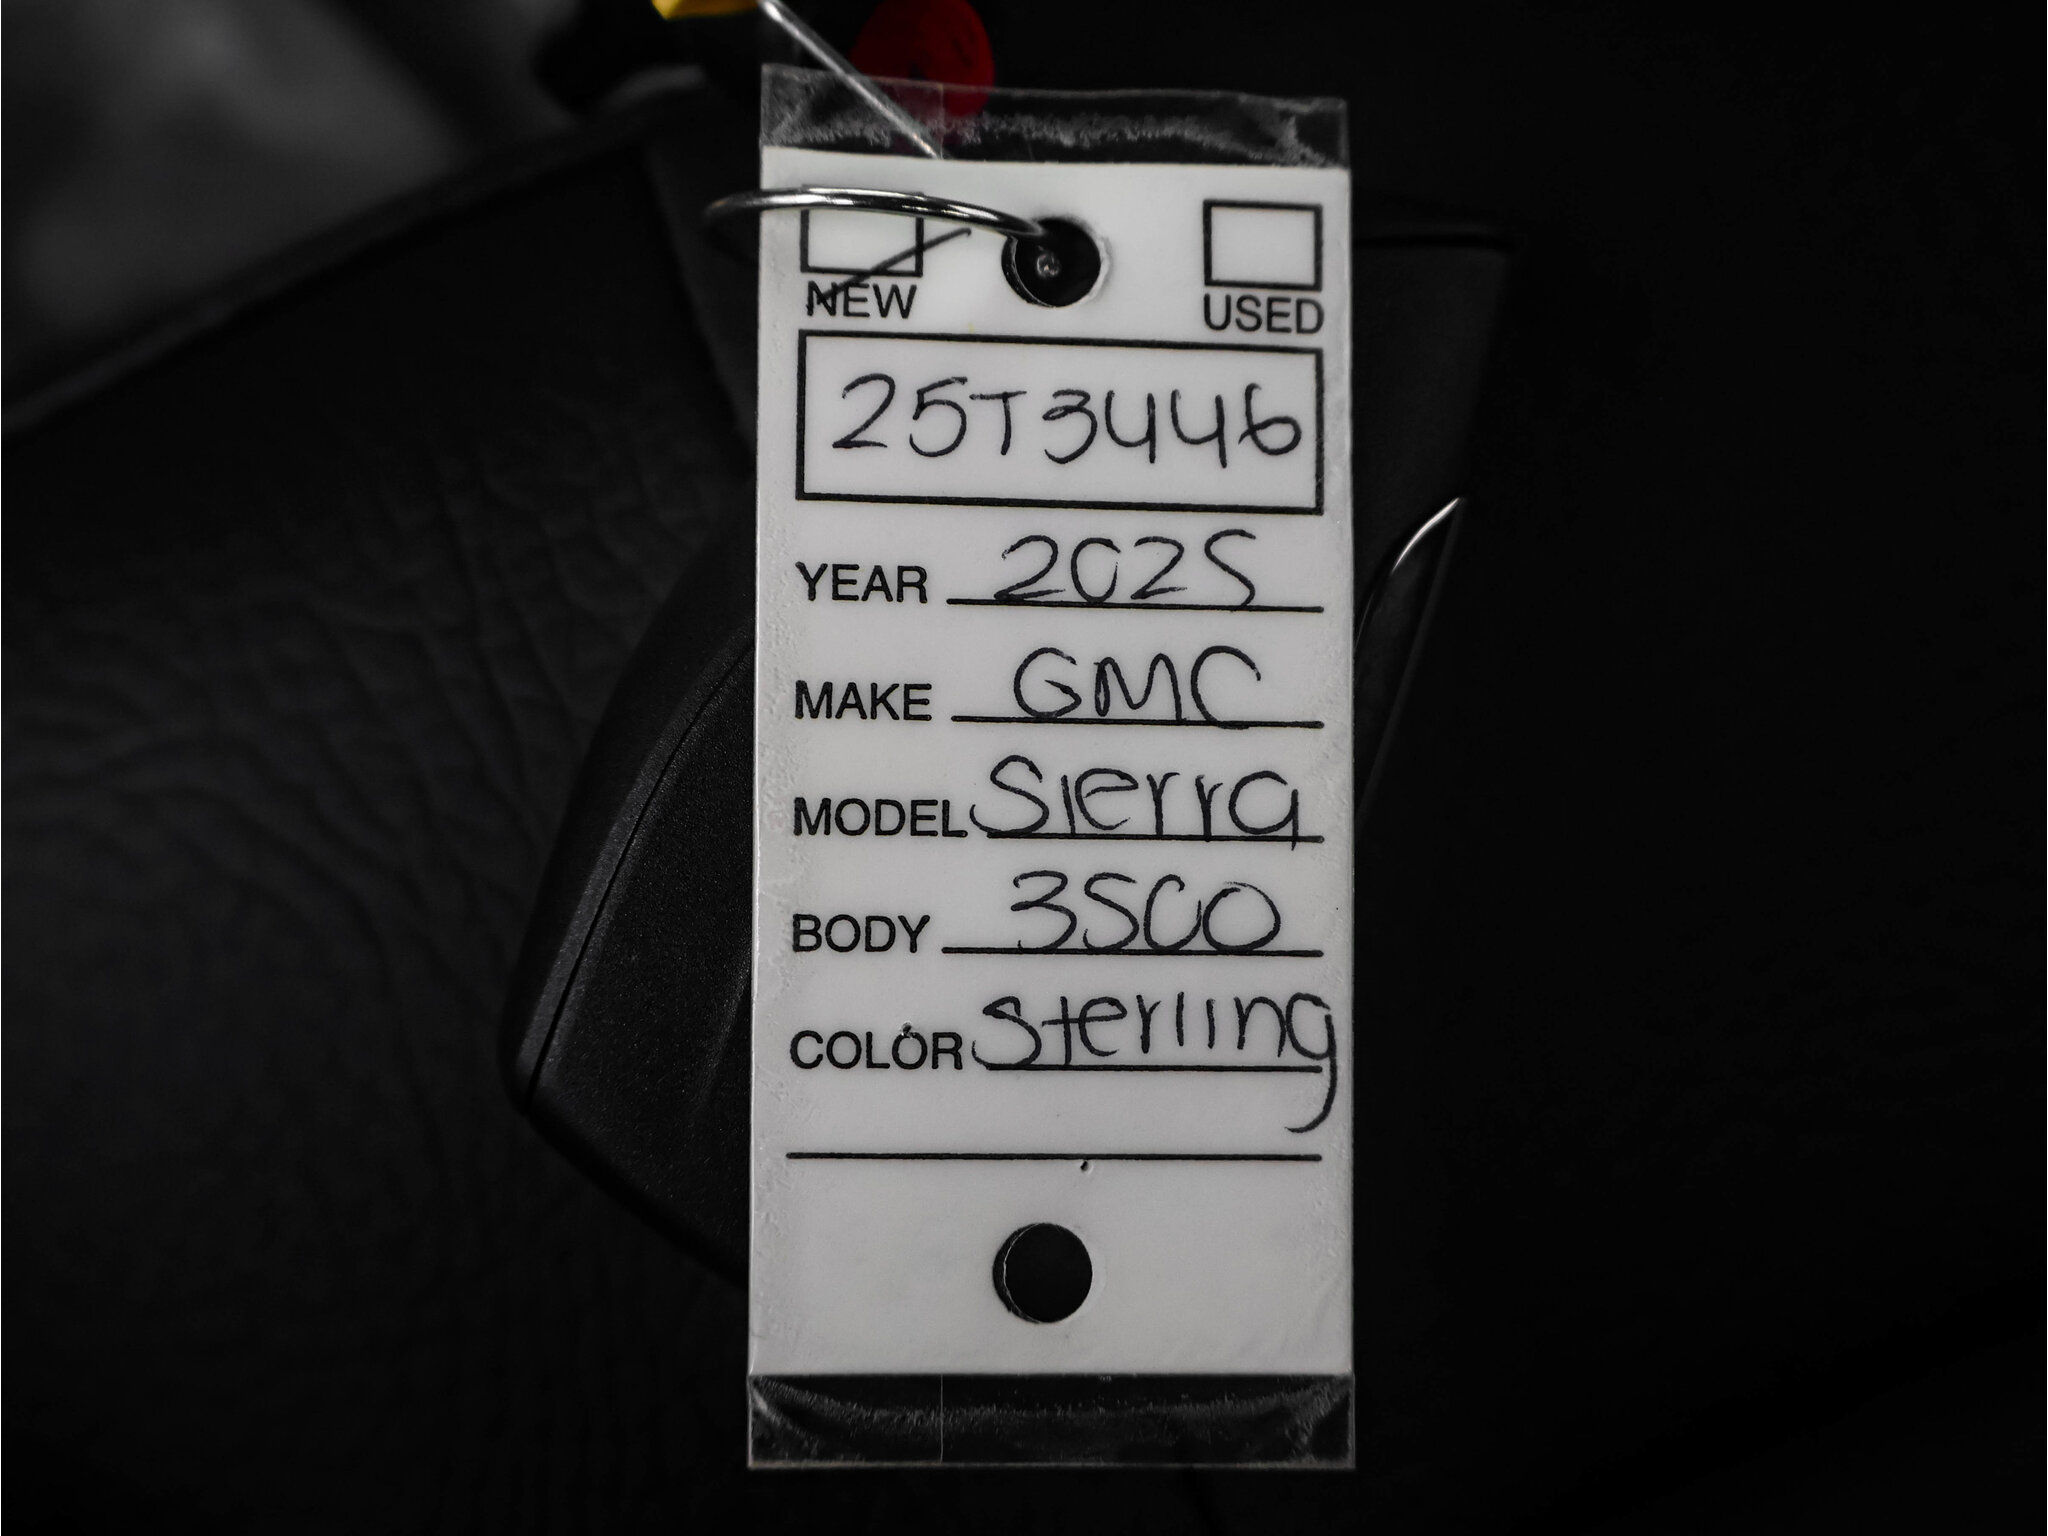 NEW USED
25T3446
YEAR 2025
MAKE GMC
MODEL Sierra
BODY 3500
COLOR Sterling